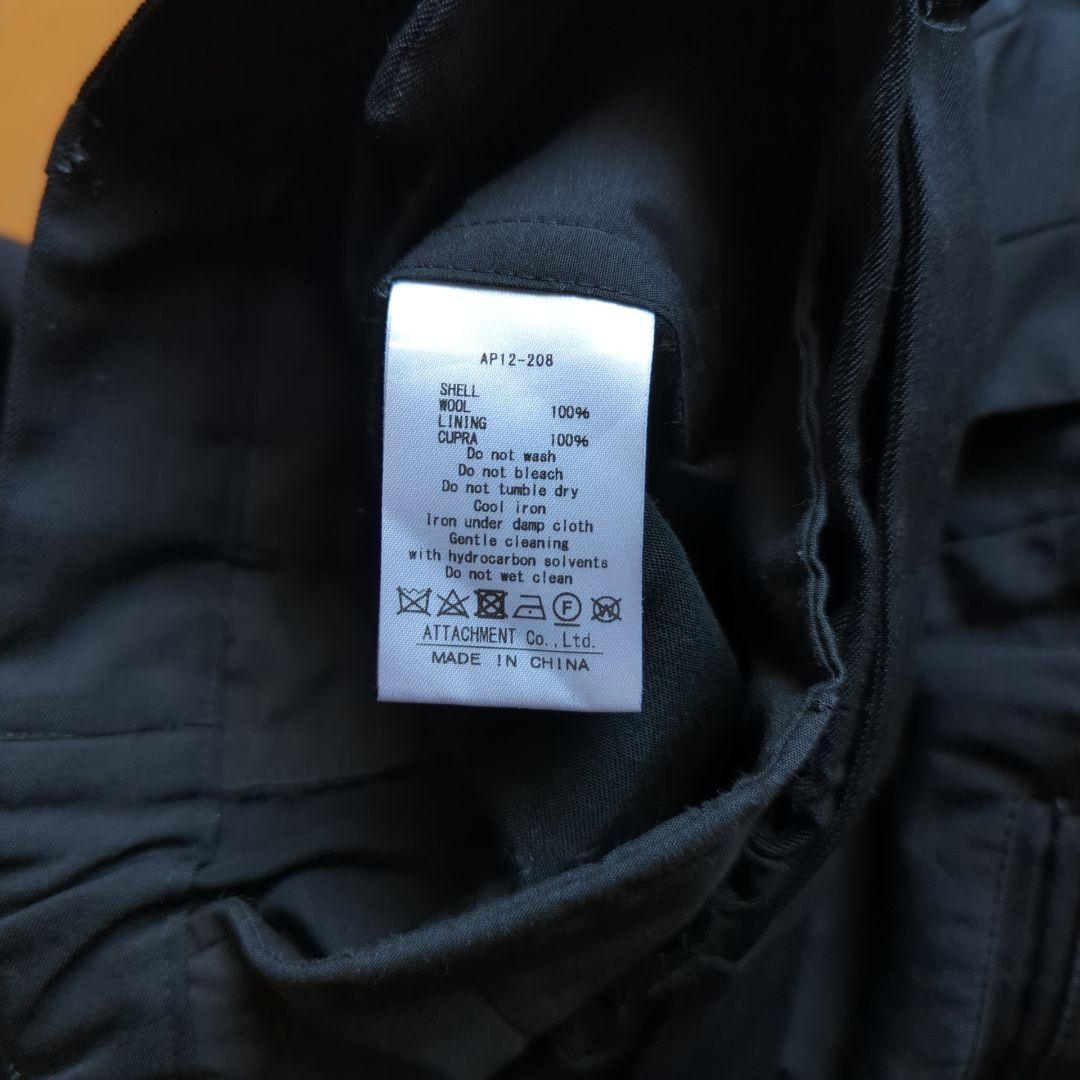 AP12-208
SHELL
WOOL 100%
LINING
CUPRA 100%
Do not wash
Do not bleach
Do not tumble dry
Cool iron
Iron under damp cloth
Gentle cleaning
with hydrocarbon solvents
Do not wet clean
F W
ATTACHMENT Co.,Ltd.
MADE IN CHINA